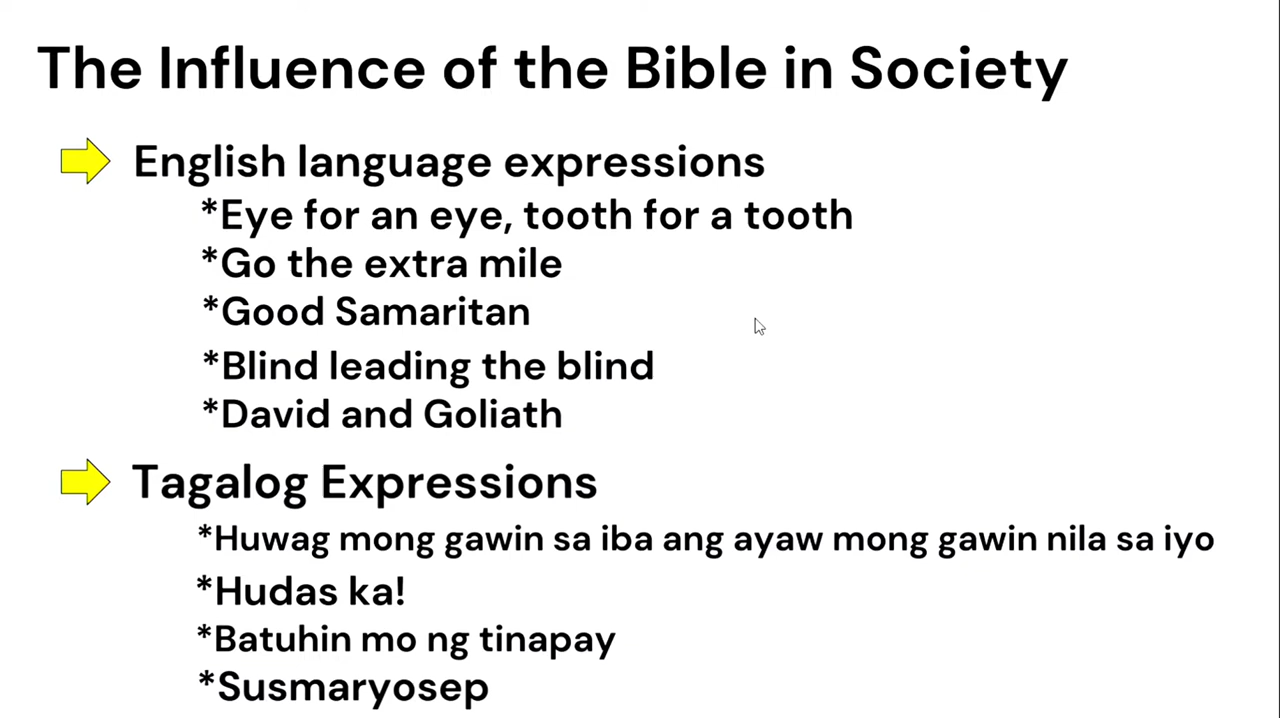 The Influence of the Bible in Society
English language expressions
*Eye for an eye, tooth for a tooth
*Go the extra mile
*Good Samaritan
*Blind leading the blind
*David and Goliath
Tagalog Expressions
*Huwag mong gawin sa iba ang ayaw mong gawin nila sa iyo
*Hudas ka!
*Batuhin mo ng tinapay
*Susmaryosep